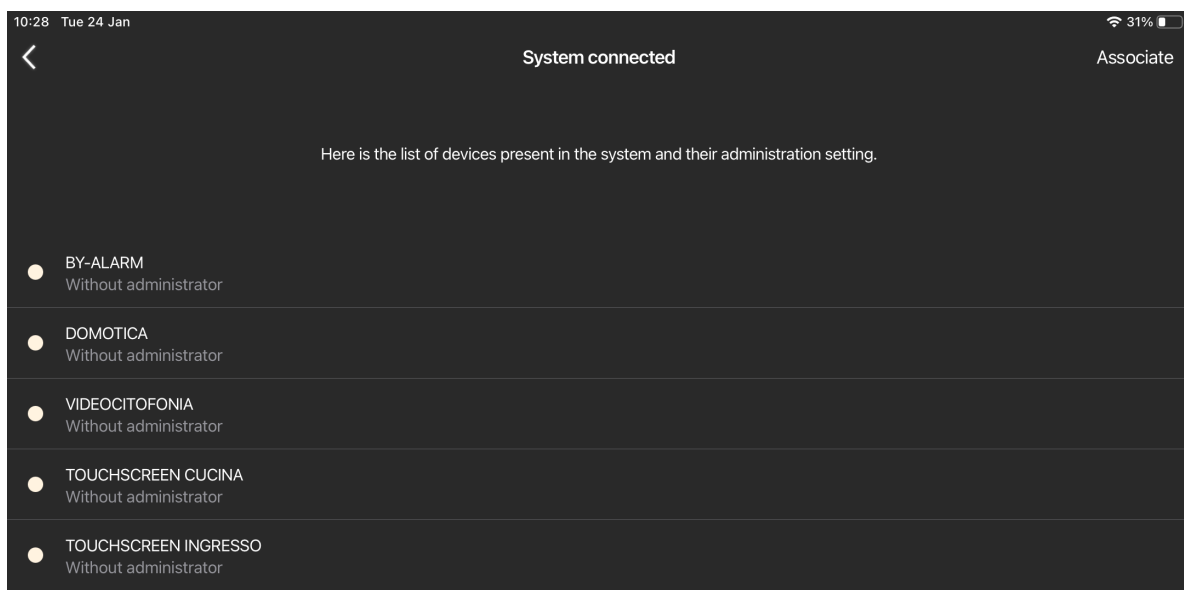 10:28 Tue 24 Jan
31%
System connected
Associate
Here is the list of devices present in the system and their administration setting.
BY-ALARM
Without administrator
DOMOTICA
Without administrator
VIDEOCITOFONIA
Without administrator
TOUCHSCREEN CUCINA
Without administrator
TOUCHSCREEN INGRESSO
Without administrator